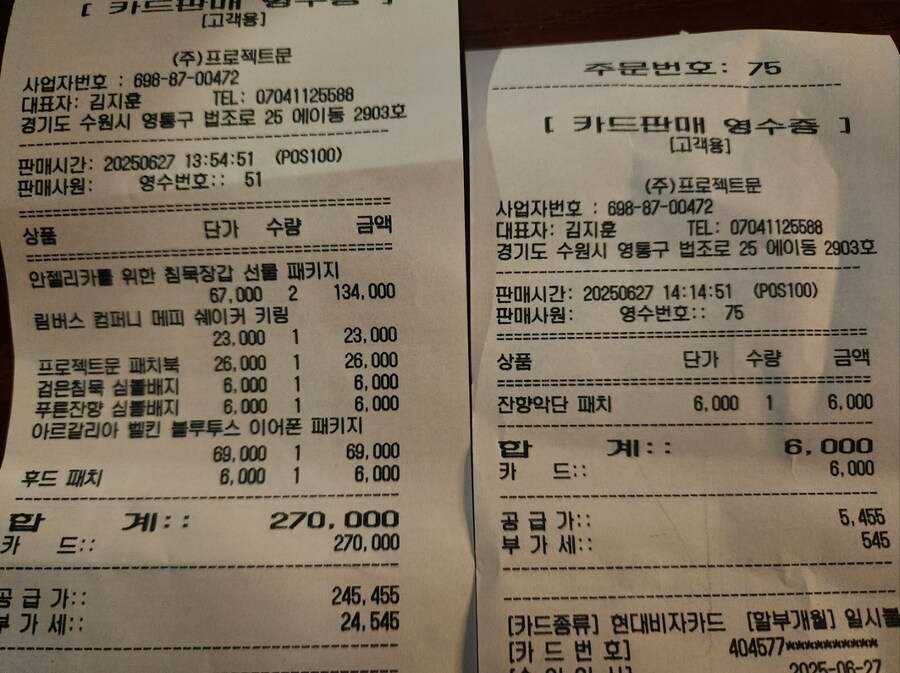 [ 카드판매 영수증 ]
[고객용]
(주)프로젝트문
사업자번호 : 698-87-00472
대표자: 김지훈 TEL: 07041125588
경기도 수원시 영통구 법조로 25 에이동 2903호
판매시간: 20250627 13:54:51 (POS100)
판매사원: 영수번호:: 51
상품 단가 수량 금액
안젤리카를 위한 침묵장갑 선물 패키지
67,000 2 134,000
림버스 컴퍼니 메피 쉐이커 키링
23,000 1 23,000
프로젝트문 패치북 26,000 1 26,000
검은침묵 심볼배지 6,000 1 6,000
푸른잔향 심볼배지 6,000 1 6,000
아르갈리아 벨킨 블루투스 이어폰 패키지
69,000 1 69,000
후드 패치 6,000 1 6,000
합 계:: 270,000
카 드:: 270,000
공 급 가:: 245,455
부 가 세:: 24,545
주문번호: 75
[ 카드판매 영수증 ]
[고객용]
(주)프로젝트문
사업자번호 : 698-87-00472
대표자: 김지훈 TEL: 07041125588
경기도 수원시 영통구 법조로 25 에이동 2903호
판매시간: 20250627 14:14:51 (POS100)
판매사원: 영수번호:: 75
상품 단가 수량 금액
잔향악단 패치 6,000 1 6,000
합 계:: 6,000
카 드:: 6,000
공 급 가:: 5,455
부 가 세:: 545
[카드종류] 현대비자카드 [할부개월] 일시불
[카 드 번 호] 404577**********
2025-06-27